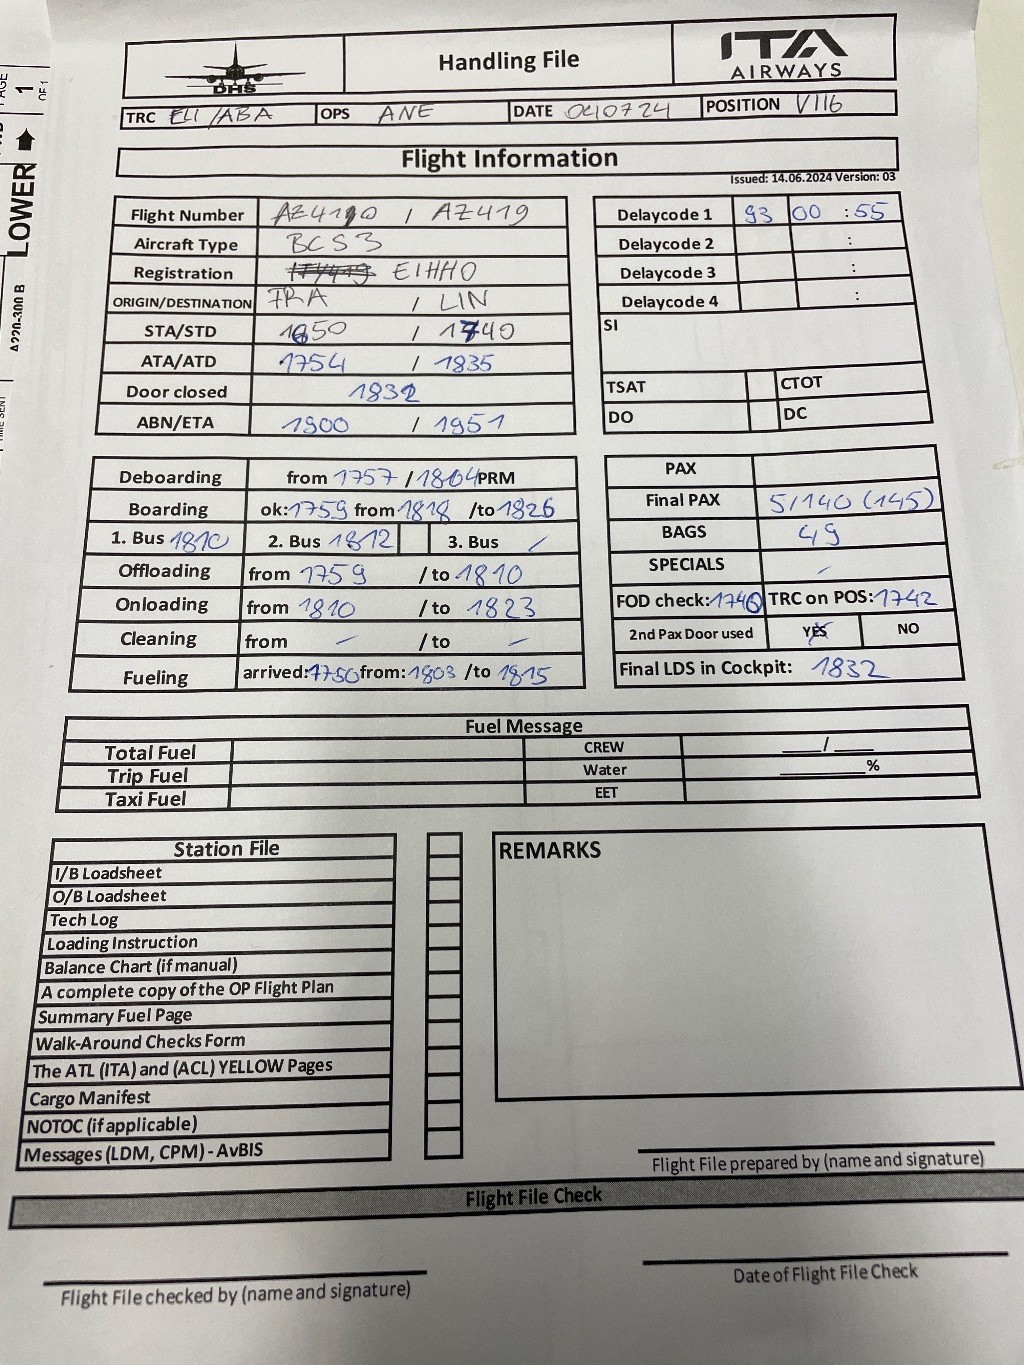 PAGE 1 OF 1
LOWER
A220-300 B
DHS
Handling File
ITA
AIRWAYS
TRC ELI/ABA OPS ANE DATE 040724 POSITION V116
Flight Information
Issued: 14.06.2024 Version: 03
Flight Number / AZ419
Aircraft Type BCS3
Registration EIHHO
ORIGIN/DESTINATION FRA / LIN
STA/STD 1650 / 1740
ATA/ATD 1754 / 1835
Door closed 1832
ABN/ETA 1900 / 1951
Delaycode 1 93 00 : 55
Delaycode 2 :
Delaycode 3 :
Delaycode 4 :
SI
TSAT CTOT
DO DC
Deboarding from 1757 / 1804 PRM
Boarding ok: 1759 from 1818 /to 1826
1. Bus 1810 2. Bus 1812 3. Bus /
Offloading from 1759 /to 1810
Onloading from 1810 /to 1823
Cleaning from – /to –
Fueling arrived: 1750 from: 1803 /to 1815
PAX
Final PAX 5/140 (145)
BAGS 49
SPECIALS /
FOD check: 1740 TRC on POS: 1742
2nd Pax Door used YES NO
Final LDS in Cockpit: 1832
Fuel Message
Total Fuel CREW ____/____
Trip Fuel Water ________%
Taxi Fuel EET
Station File
I/B Loadsheet
O/B Loadsheet
Tech Log
Loading Instruction
Balance Chart (if manual)
A complete copy of the OP Flight Plan
Summary Fuel Page
Walk-Around Checks Form
The ATL (ITA) and (ACL) YELLOW Pages
Cargo Manifest
NOTOC (if applicable)
Messages (LDM, CPM) - AvBIS
REMARKS
Flight File prepared by (name and signature)
Flight File Check
Flight File checked by (name and signature)
Date of Flight File Check